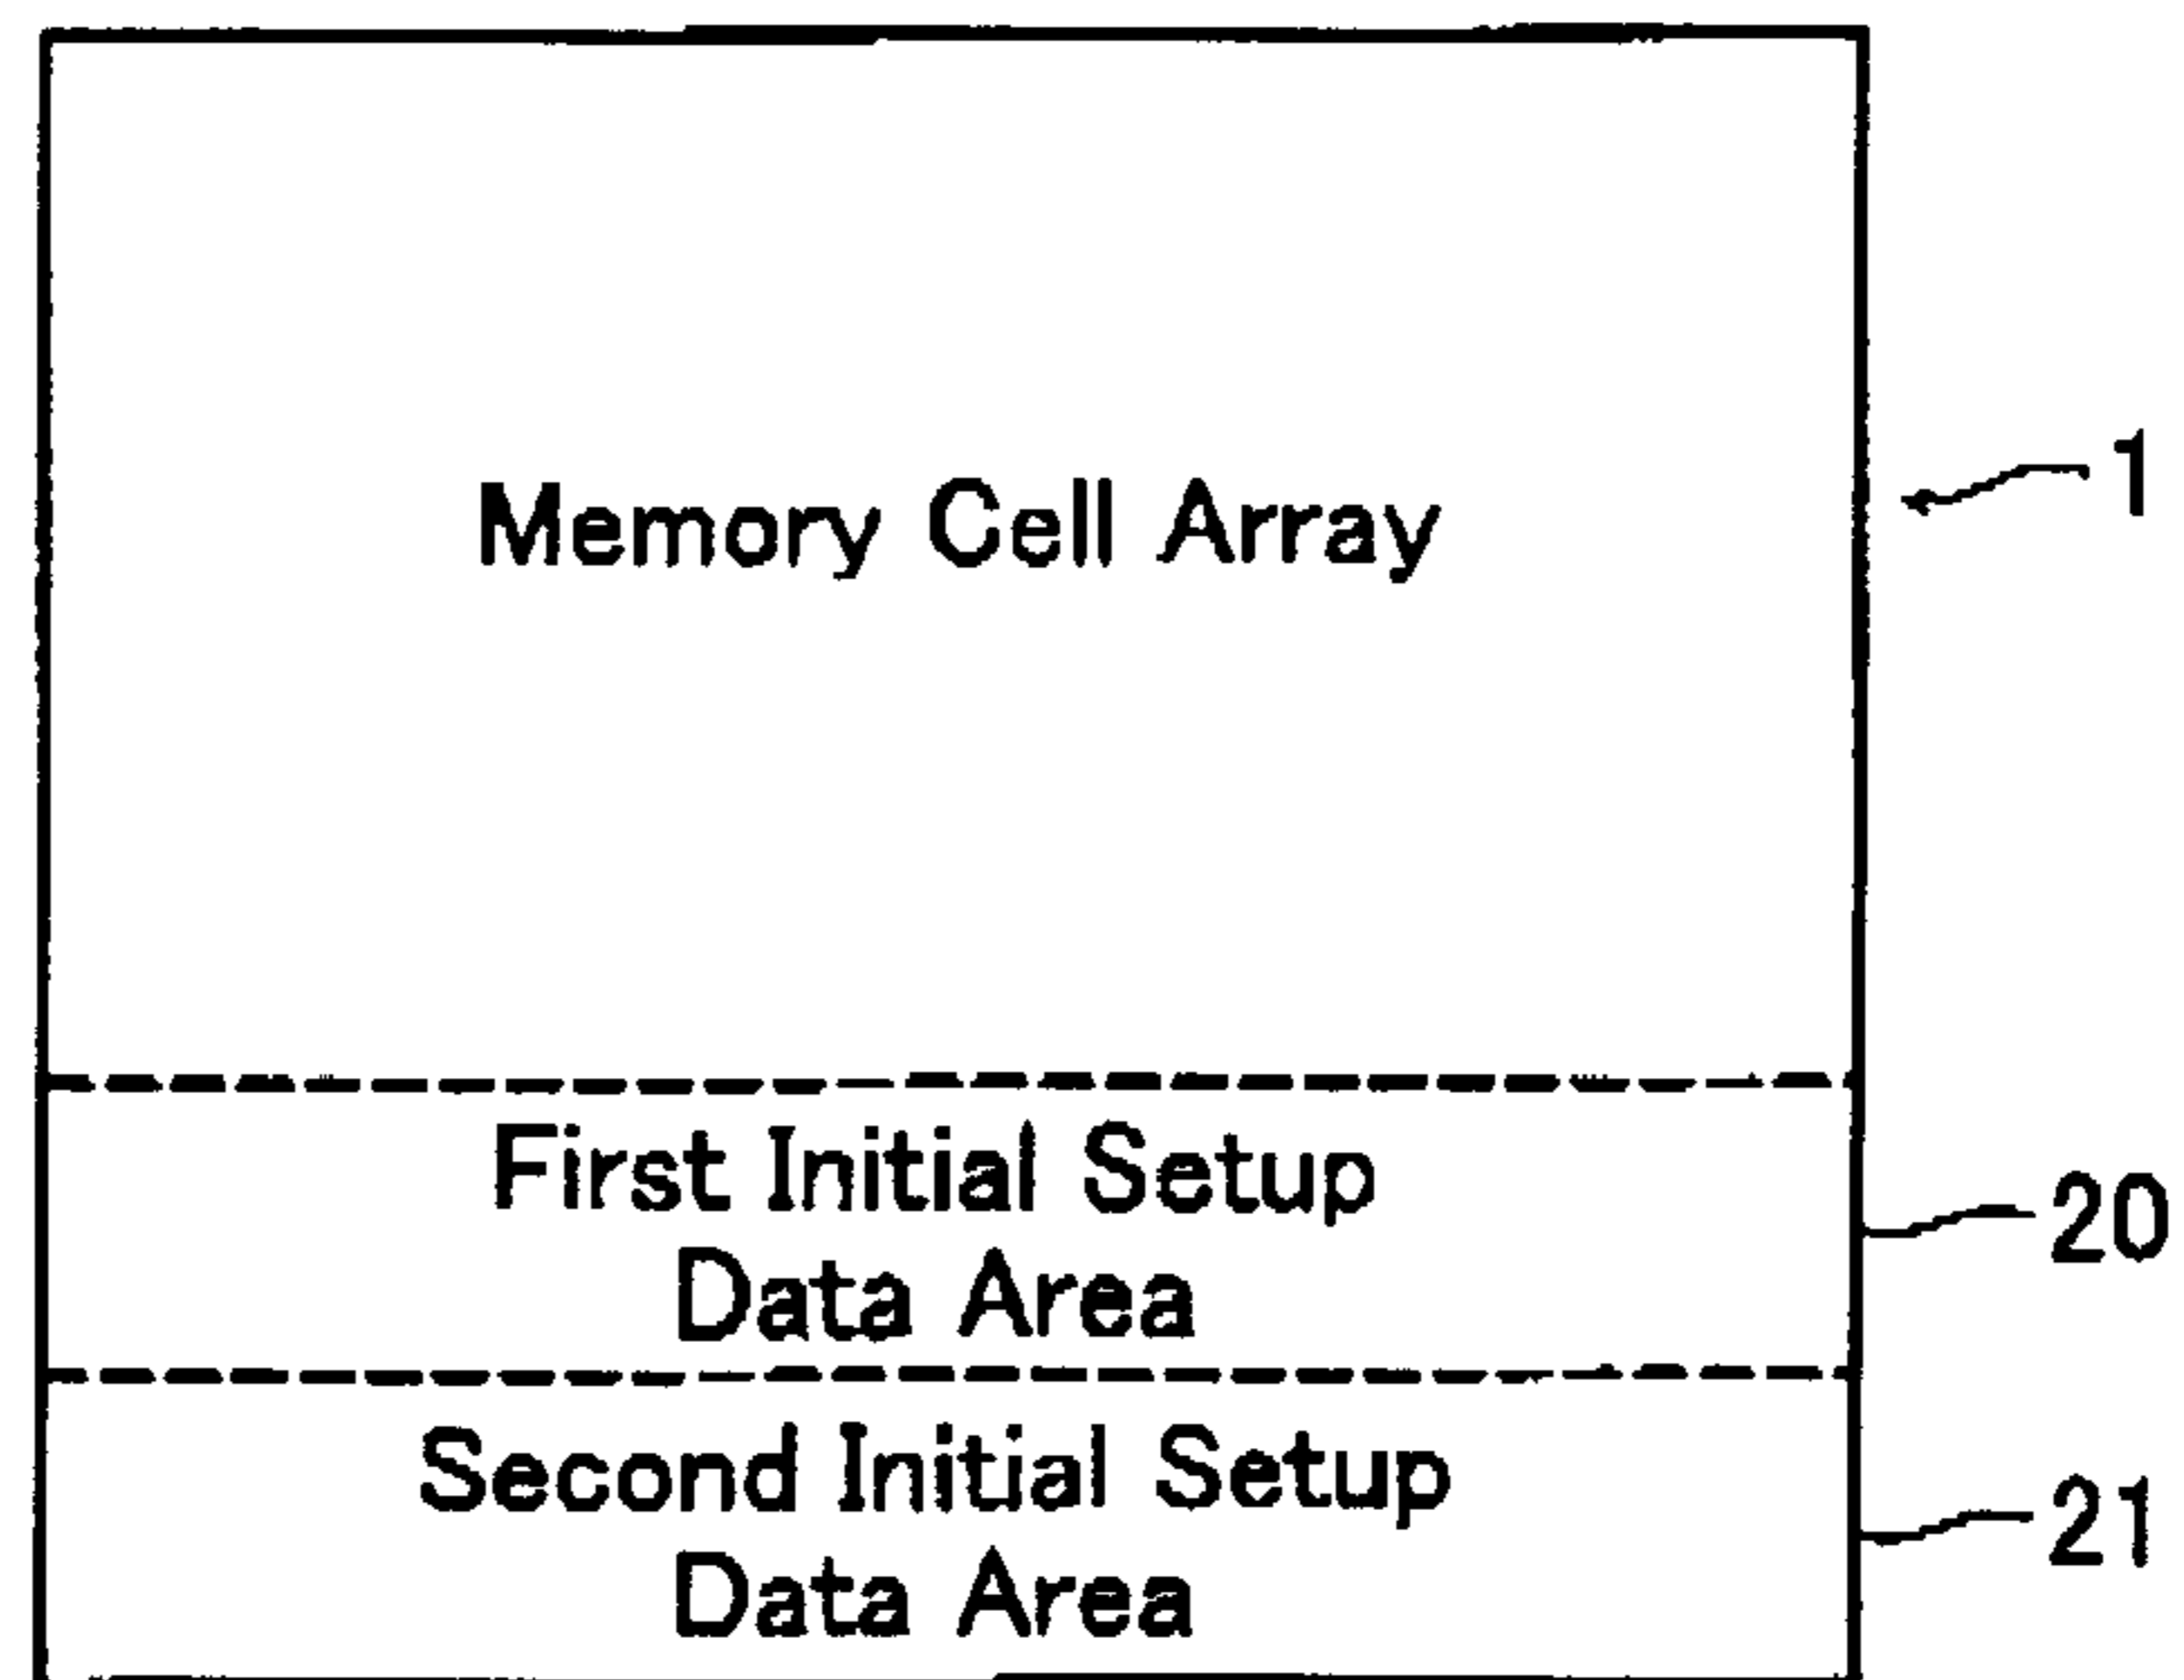 Memory Cell Array
1
First Initial Setup
Data Area
20
Second Initial Setup
Data Area
21